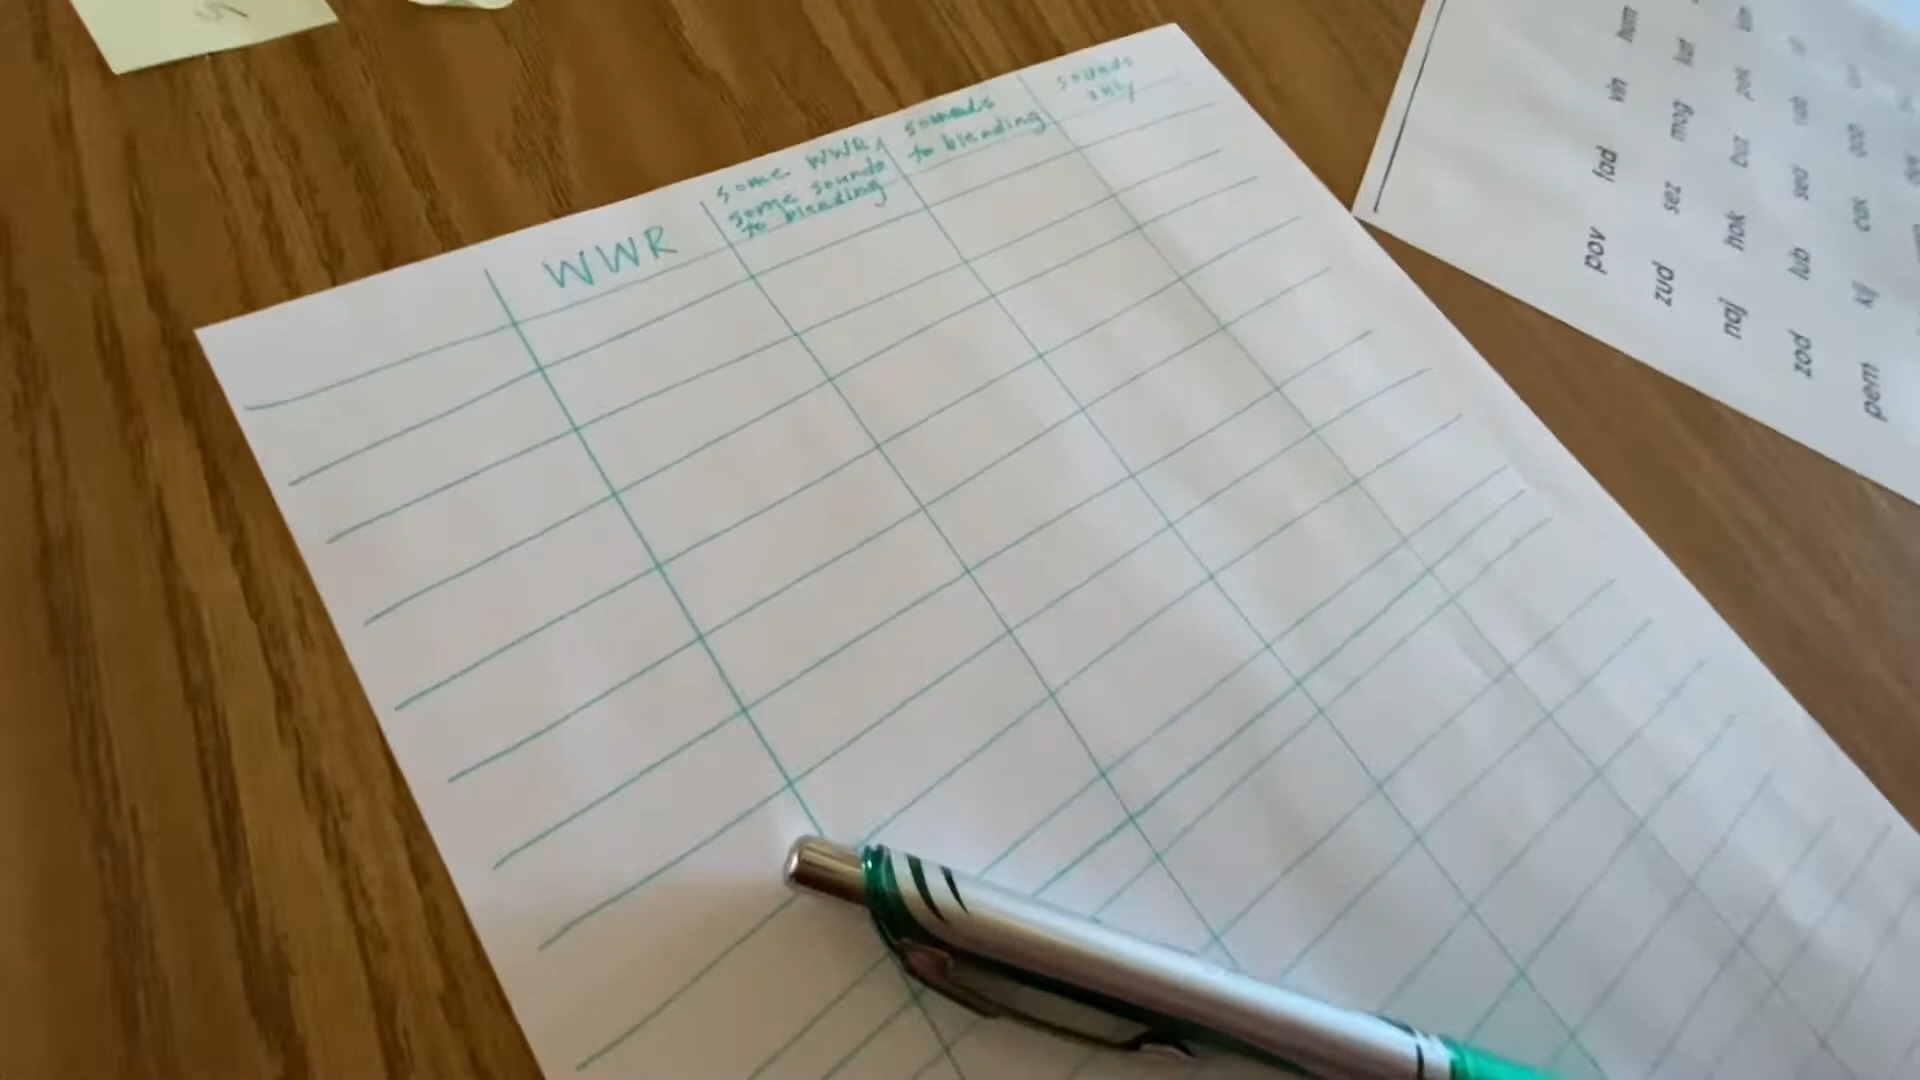 WWR
some WWR,
some sounds
to blending
sounds
to blending
sounds
only
pov fad vin hum
zud sez mog
naj hok
zod lub sed
pem kij cak